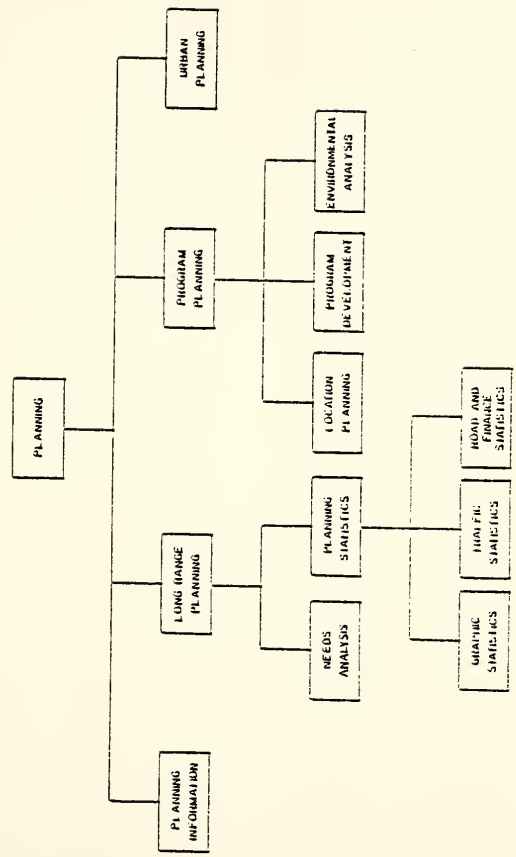 PLANNING
PLANNING
INFORMATION
LONG RANGE
PLANNING
PROGRAM
PLANNING
URBAN
PLANNING
NEEDS
ANALYSIS
PLANNING
STATISTICS
LOCATION
PLANNING
PROGRAM
DEVELOPMENT
ENVIRONMENTAL
ANALYSIS
GRAPHIC
STATISTICS
TRAFFIC
STATISTICS
ROAD AND
FINANCE
STATISTICS